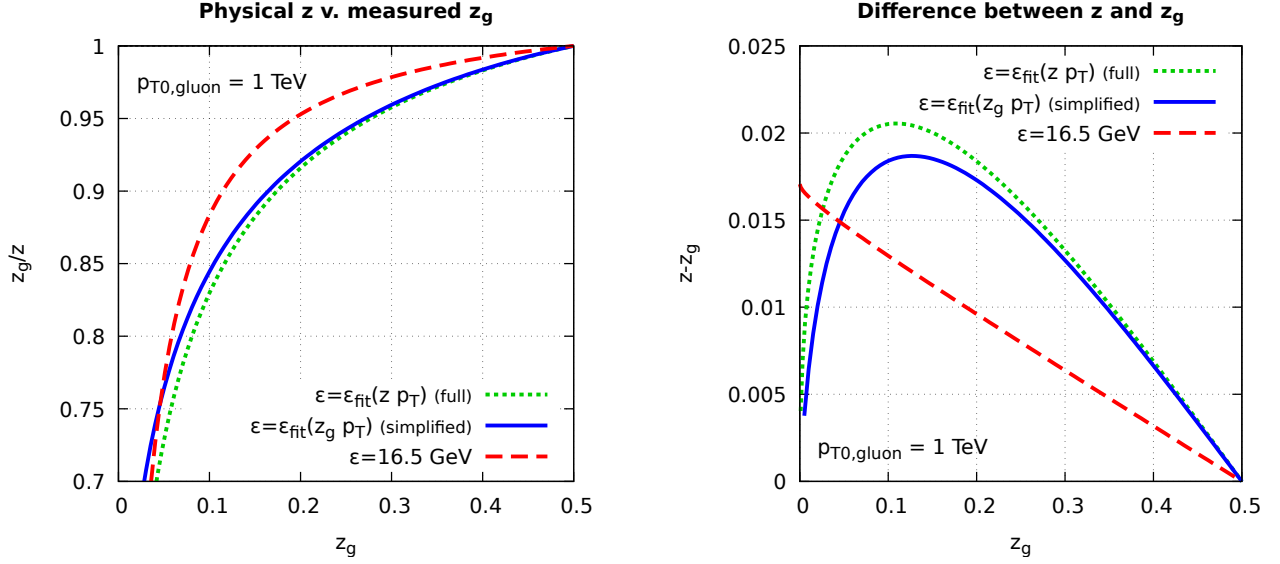 Physical z v. measured z_g
z_g/z
1
0.95
0.9
0.85
0.8
0.75
0.7
p_T0,gluon = 1 TeV
ε=ε_fit(z p_T) (full)
ε=ε_fit(z_g p_T) (simplified)
ε=16.5 GeV
0 0.1 0.2 0.3 0.4 0.5
z_g
Difference between z and z_g
z-z_g
0.025
0.02
0.015
0.01
0.005
0
ε=ε_fit(z p_T) (full)
ε=ε_fit(z_g p_T) (simplified)
ε=16.5 GeV
p_T0,gluon = 1 TeV
0 0.1 0.2 0.3 0.4 0.5
z_g